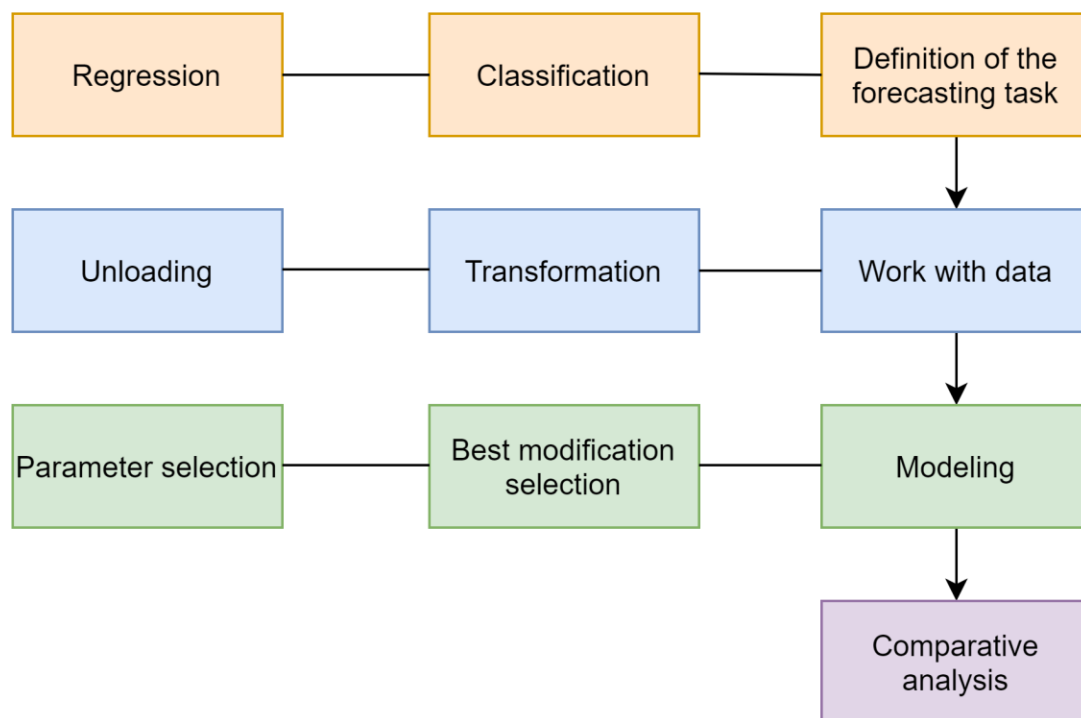 Regression
Classification
Definition of the
forecasting task
Unloading
Transformation
Work with data
Parameter selection
Best modification
selection
Modeling
Comparative
analysis